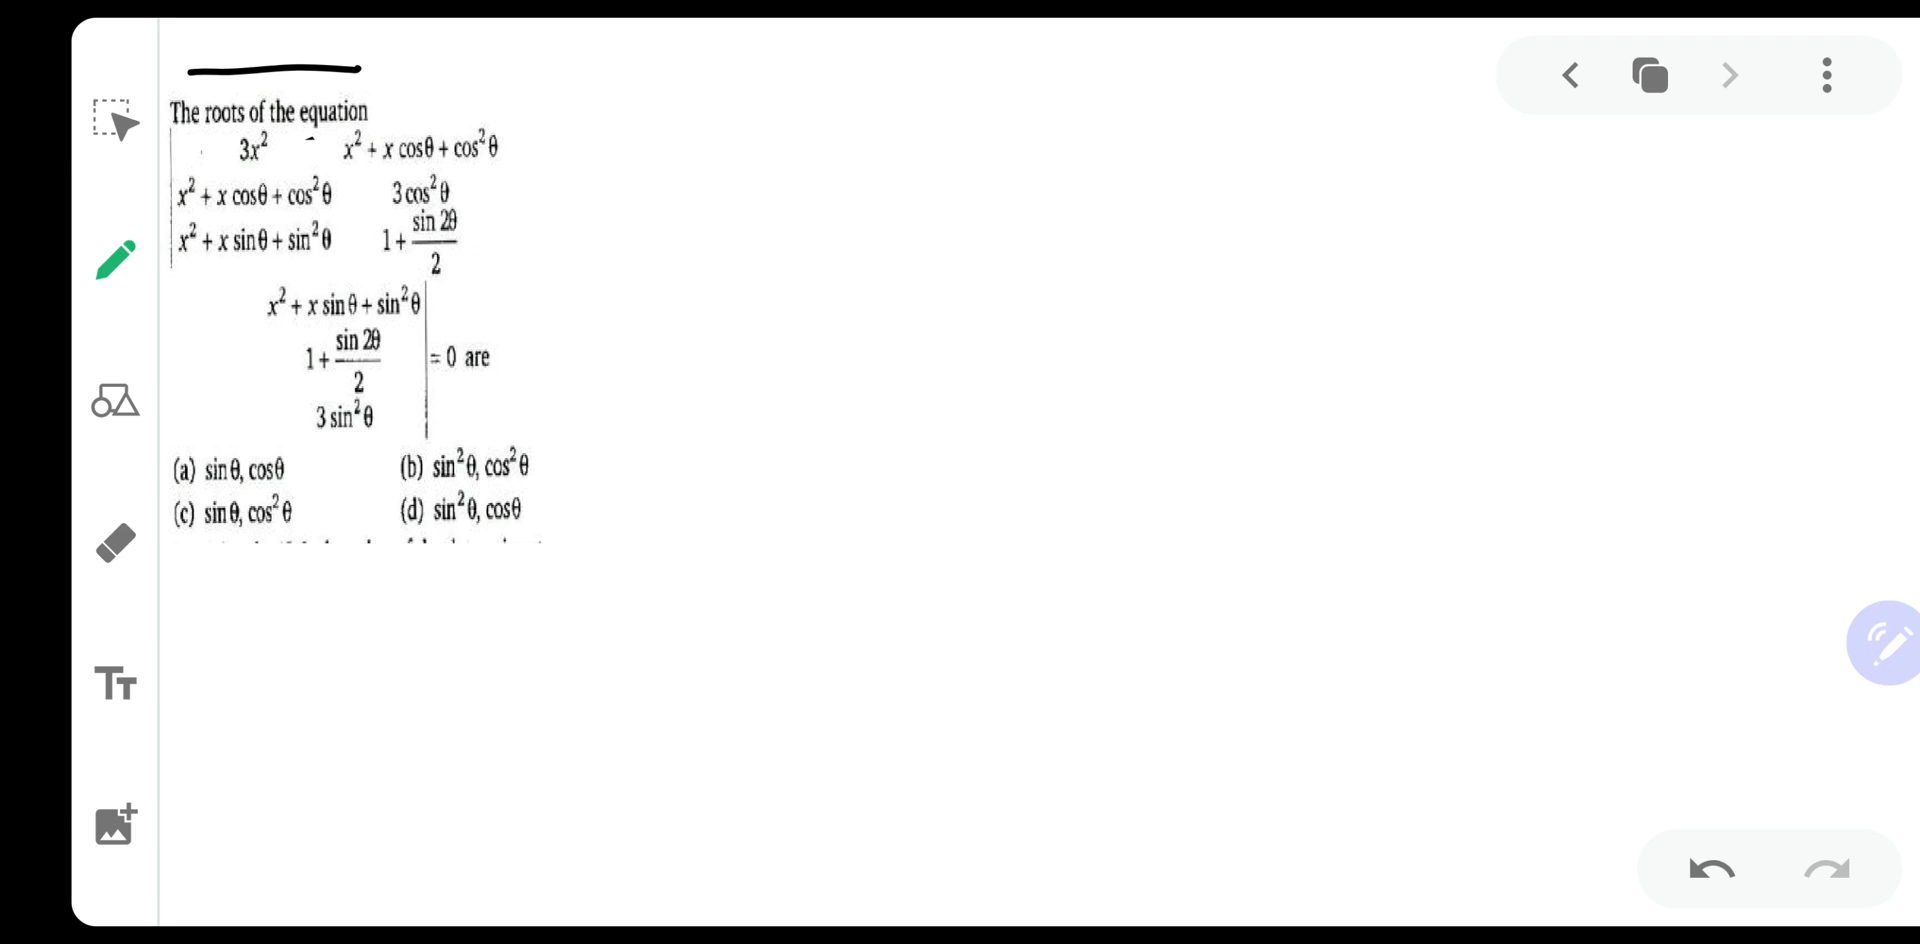 The roots of the equation
3x² x² + x cosθ + cos²θ
x² + x cosθ + cos²θ 3 cos²θ
x² + x sinθ + sin²θ 1 + sin 2θ / 2
x² + x sinθ + sin²θ
1 + sin 2θ / 2 = 0 are
3 sin²θ
(a) sinθ, cosθ (b) sin²θ, cos²θ
(c) sinθ, cos²θ (d) sin²θ, cosθ
Tт